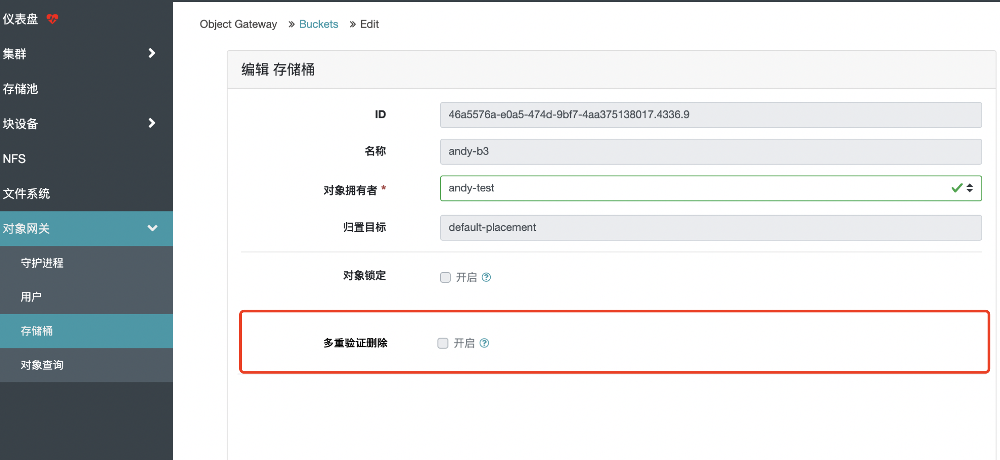 仪表盘
集群
存储池
块设备
NFS
文件系统
对象网关
守护进程
用户
存储桶
对象查询
Object Gateway » Buckets » Edit
编辑 存储桶
ID 46a5576a-e0a5-474d-9bf7-4aa375138017.4336.9
名称 andy-b3
对象拥有者 * andy-test
归置目标 default-placement
对象锁定 开启 ?
多重验证删除 开启 ?